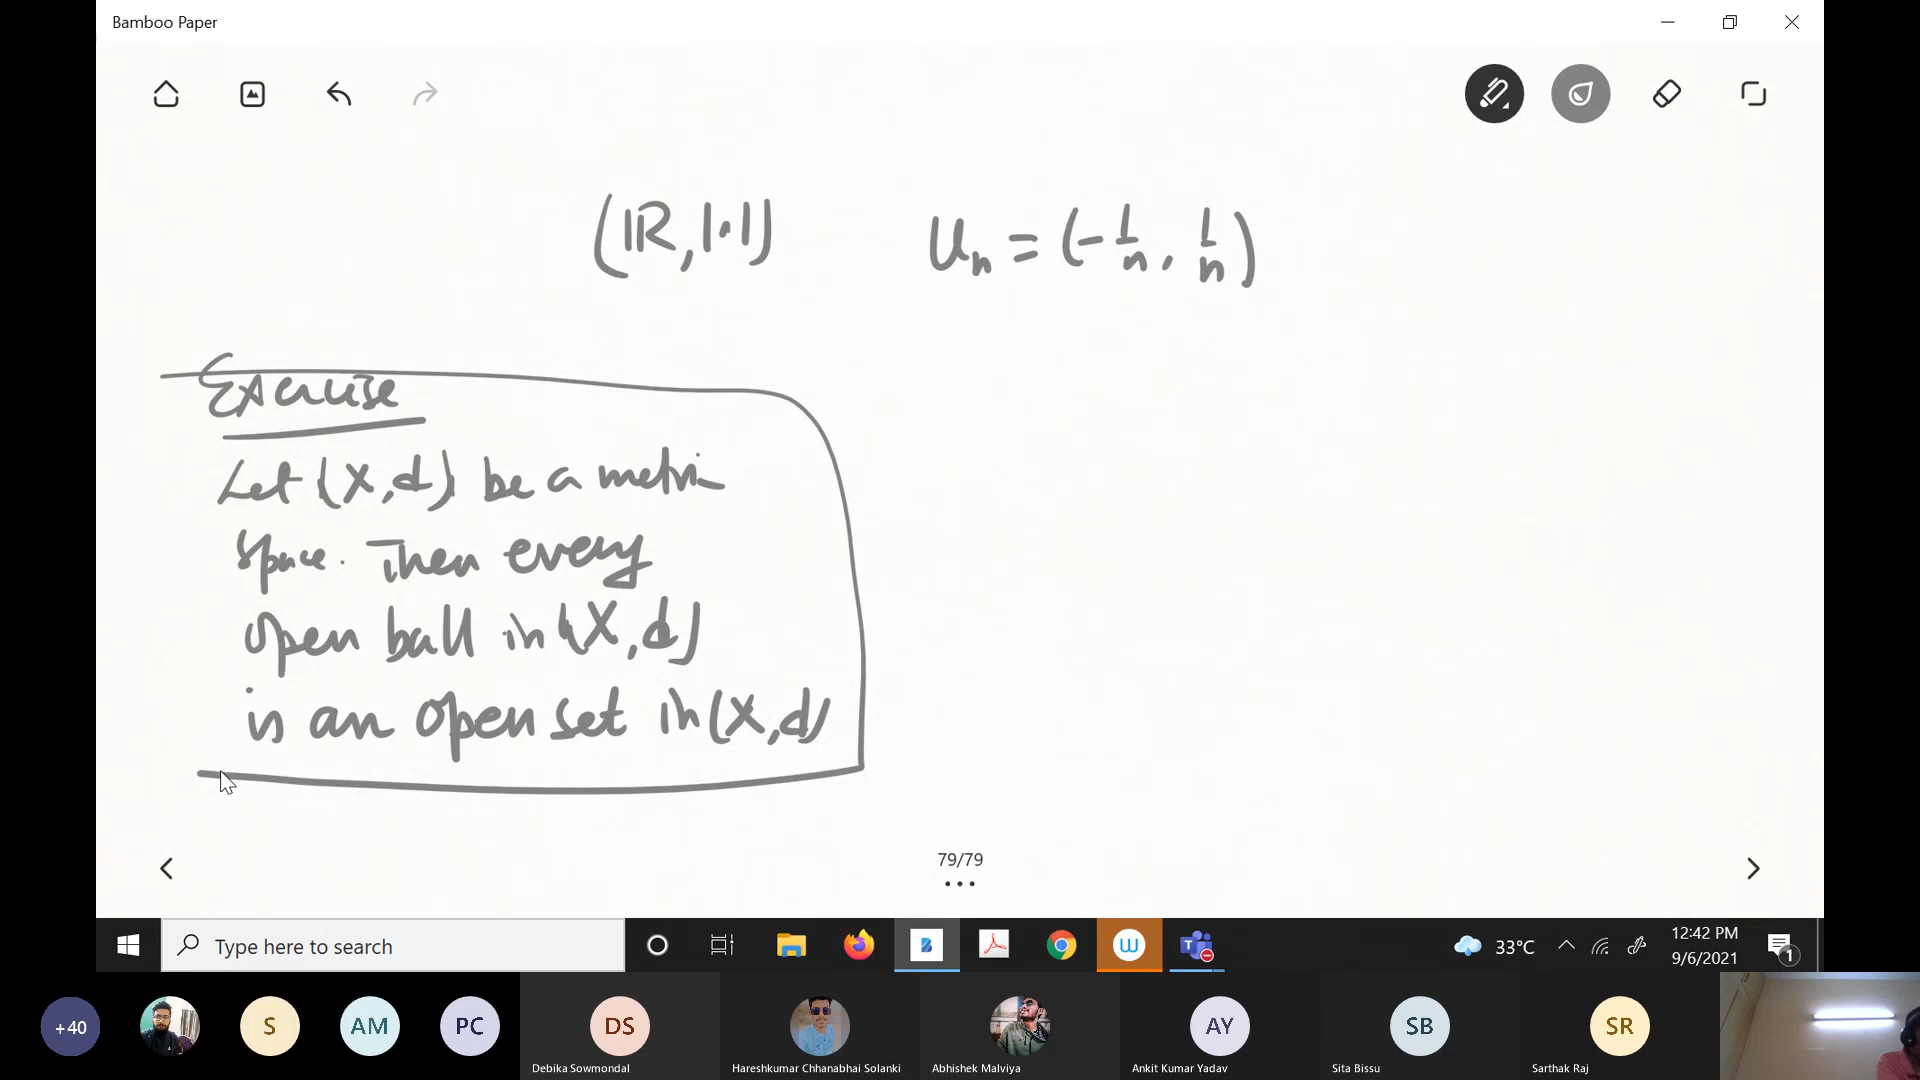 Bamboo Paper
(ℝ, |·|) Uₙ = (-1/n, 1/n)
Exercise
Let (X,d) be a metric
space. Then every
open ball in (X,d)
is an open set in (X,d)
79/79
Type here to search
33°C
12:42 PM
9/6/2021
1
+40
S
AM
PC
DS
AY
SB
SR
Debika Sowmondal
Hareshkumar Chhanabhai Solanki
Abhishek Malviya
Ankit Kumar Yadav
Sita Bissu
Sarthak Raj